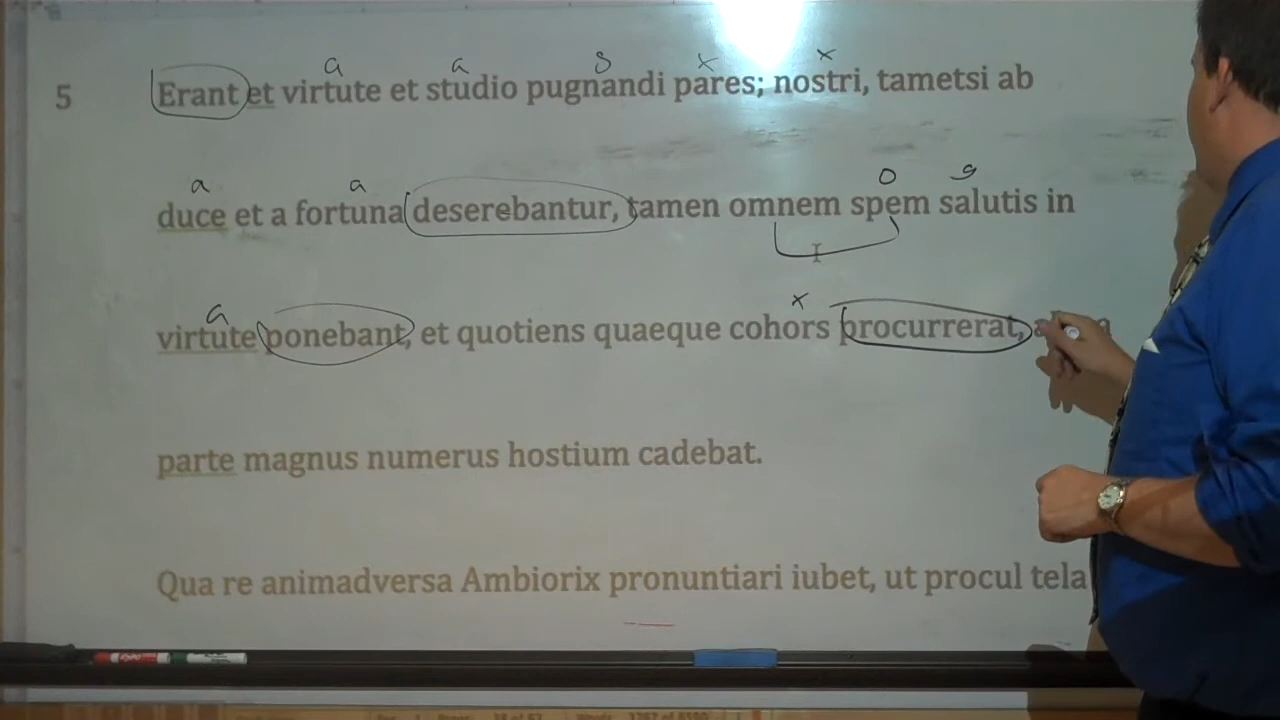 5 Erant et virtute et studio pugnandi pares; nostri, tametsi ab
duce et a fortuna deserebantur, tamen omnem spem salutis in
virtute ponebant, et quotiens quaeque cohors procurrerat,
parte magnus numerus hostium cadebat.
Qua re animadversa Ambiorix pronuntiari iubet, ut procul tela